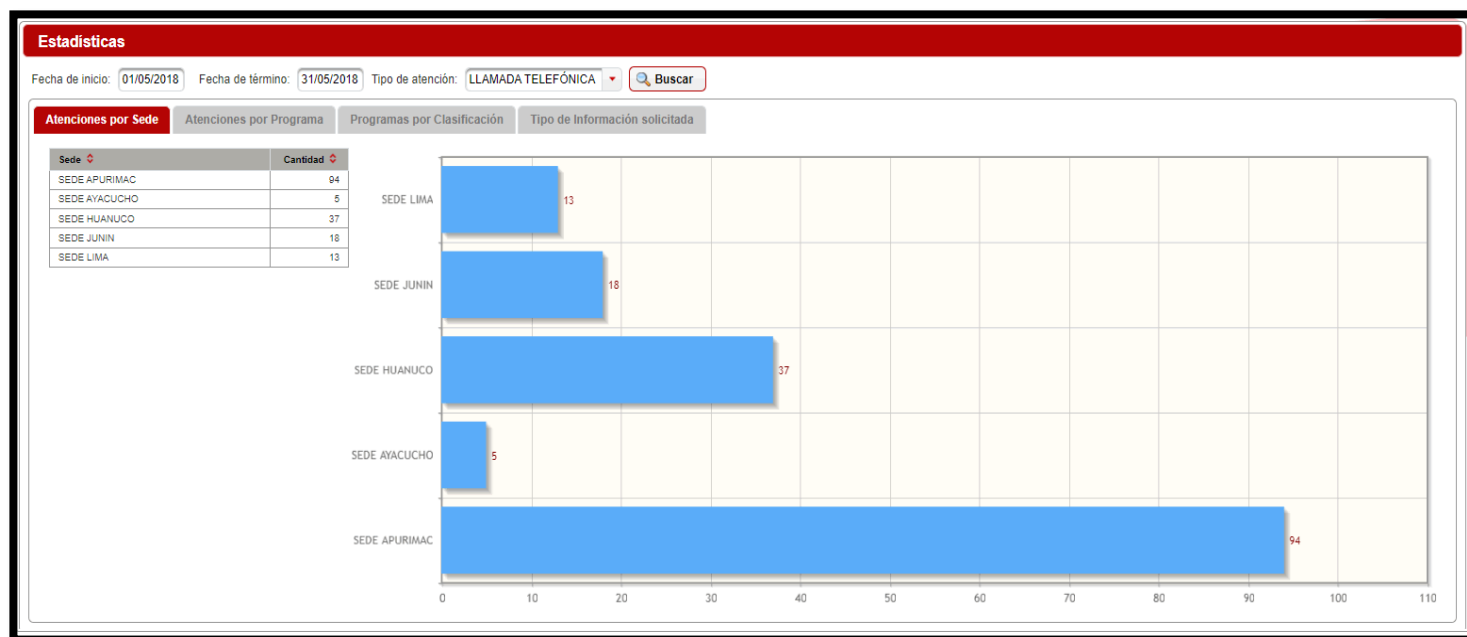 Estadísticas
Fecha de inicio: 01/05/2018 Fecha de término: 31/05/2018 Tipo de atención: LLAMADA TELEFÓNICA Buscar
Atenciones por Sede Atenciones por Programa Programas por Clasificación Tipo de Información solicitada
Sede Cantidad
SEDE APURIMAC 94
SEDE AYACUCHO 5
SEDE HUANUCO 37
SEDE JUNIN 18
SEDE LIMA 13
SEDE LIMA 13
SEDE JUNIN 18
SEDE HUANUCO 37
SEDE AYACUCHO 5
SEDE APURIMAC 94
0 10 20 30 40 50 60 70 80 90 100 110